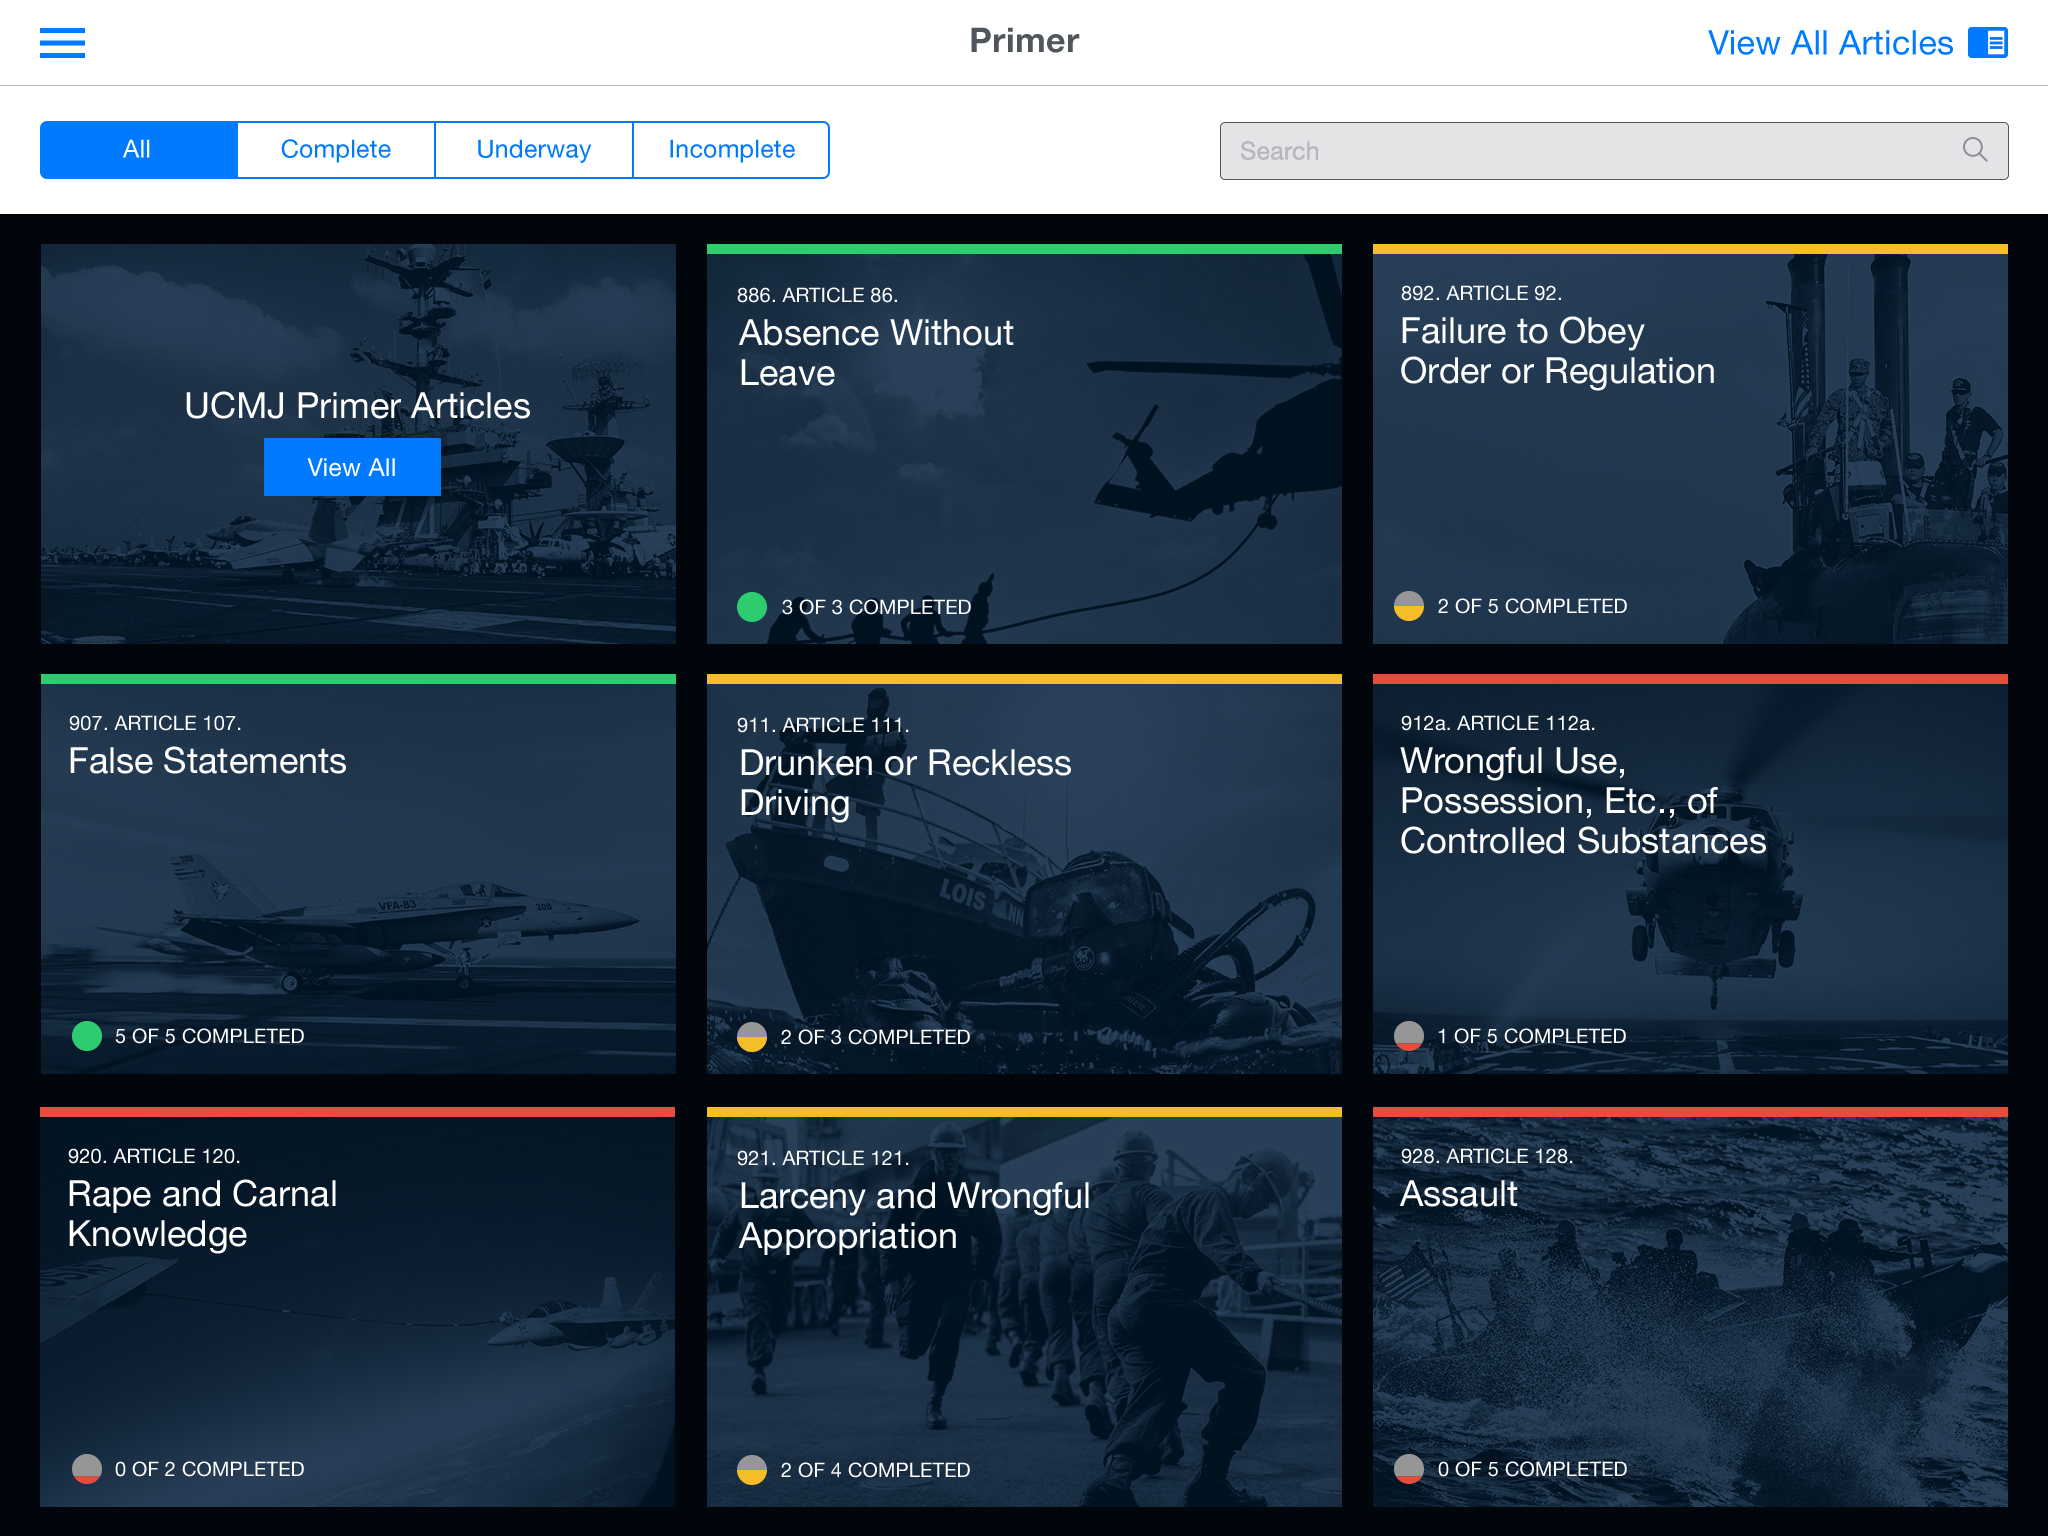 Primer
View All Articles
All
Complete
Underway
Incomplete
Search
UCMJ Primer Articles
View All
886. ARTICLE 86.
Absence Without
Leave
3 OF 3 COMPLETED
892. ARTICLE 92.
Failure to Obey
Order or Regulation
2 OF 5 COMPLETED
907. ARTICLE 107.
False Statements
VFA-83
300
5 OF 5 COMPLETED
911. ARTICLE 111.
Drunken or Reckless
Driving
LOIS
2 OF 3 COMPLETED
912a. ARTICLE 112a.
Wrongful Use,
Possession, Etc., of
Controlled Substances
1 OF 5 COMPLETED
920. ARTICLE 120.
Rape and Carnal
Knowledge
0 OF 2 COMPLETED
921. ARTICLE 121.
Larceny and Wrongful
Appropriation
2 OF 4 COMPLETED
928. ARTICLE 128.
Assault
0 OF 5 COMPLETED